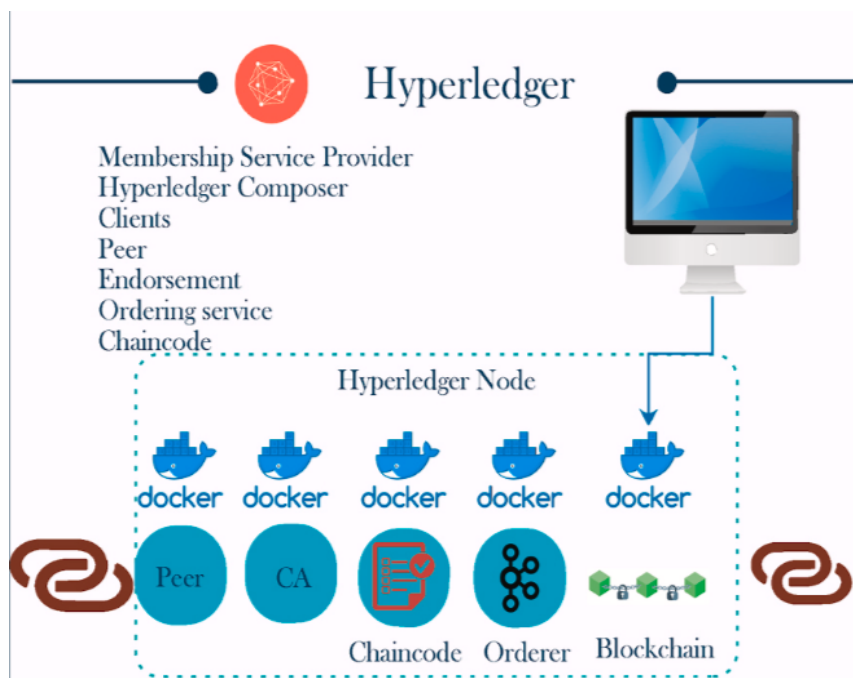 Hyperledger
Membership Service Provider
Hyperledger Composer
Clients
Peer
Endorsement
Ordering service
Chaincode
Hyperledger Node
docker docker docker docker docker
Peer CA
Chaincode Orderer Blockchain